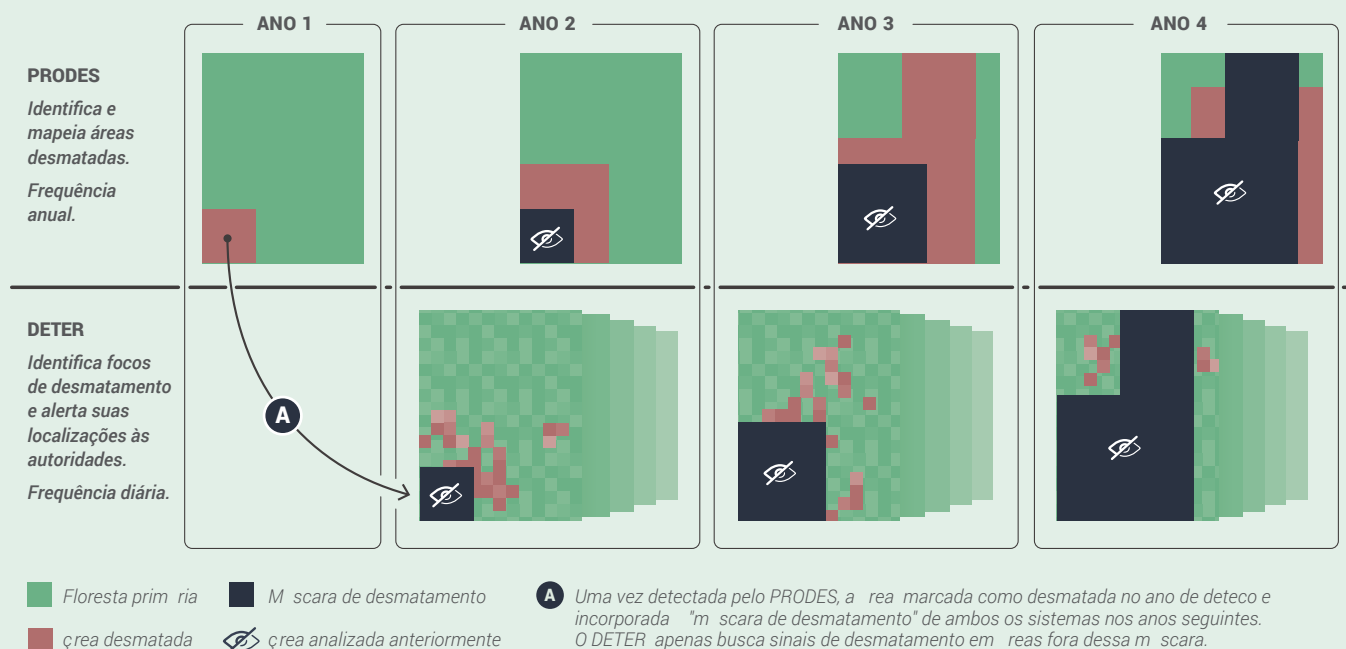 ANO 1
ANO 2
ANO 3
ANO 4
PRODES
Identifica e
mapeia áreas
desmatadas.
Frequência
anual.
DETER
Identifica focos
de desmatamento
e alerta suas
localizações às
autoridades.
Frequência diária.
A
Floresta prim ria
M scara de desmatamento
çrea desmatada
çrea analizada anteriormente
A
Uma vez detectada pelo PRODES, a rea marcada como desmatada no ano de deteco e
incorporada "m scara de desmatamento" de ambos os sistemas nos anos seguintes.
O DETER apenas busca sinais de desmatamento em reas fora dessa m scara.